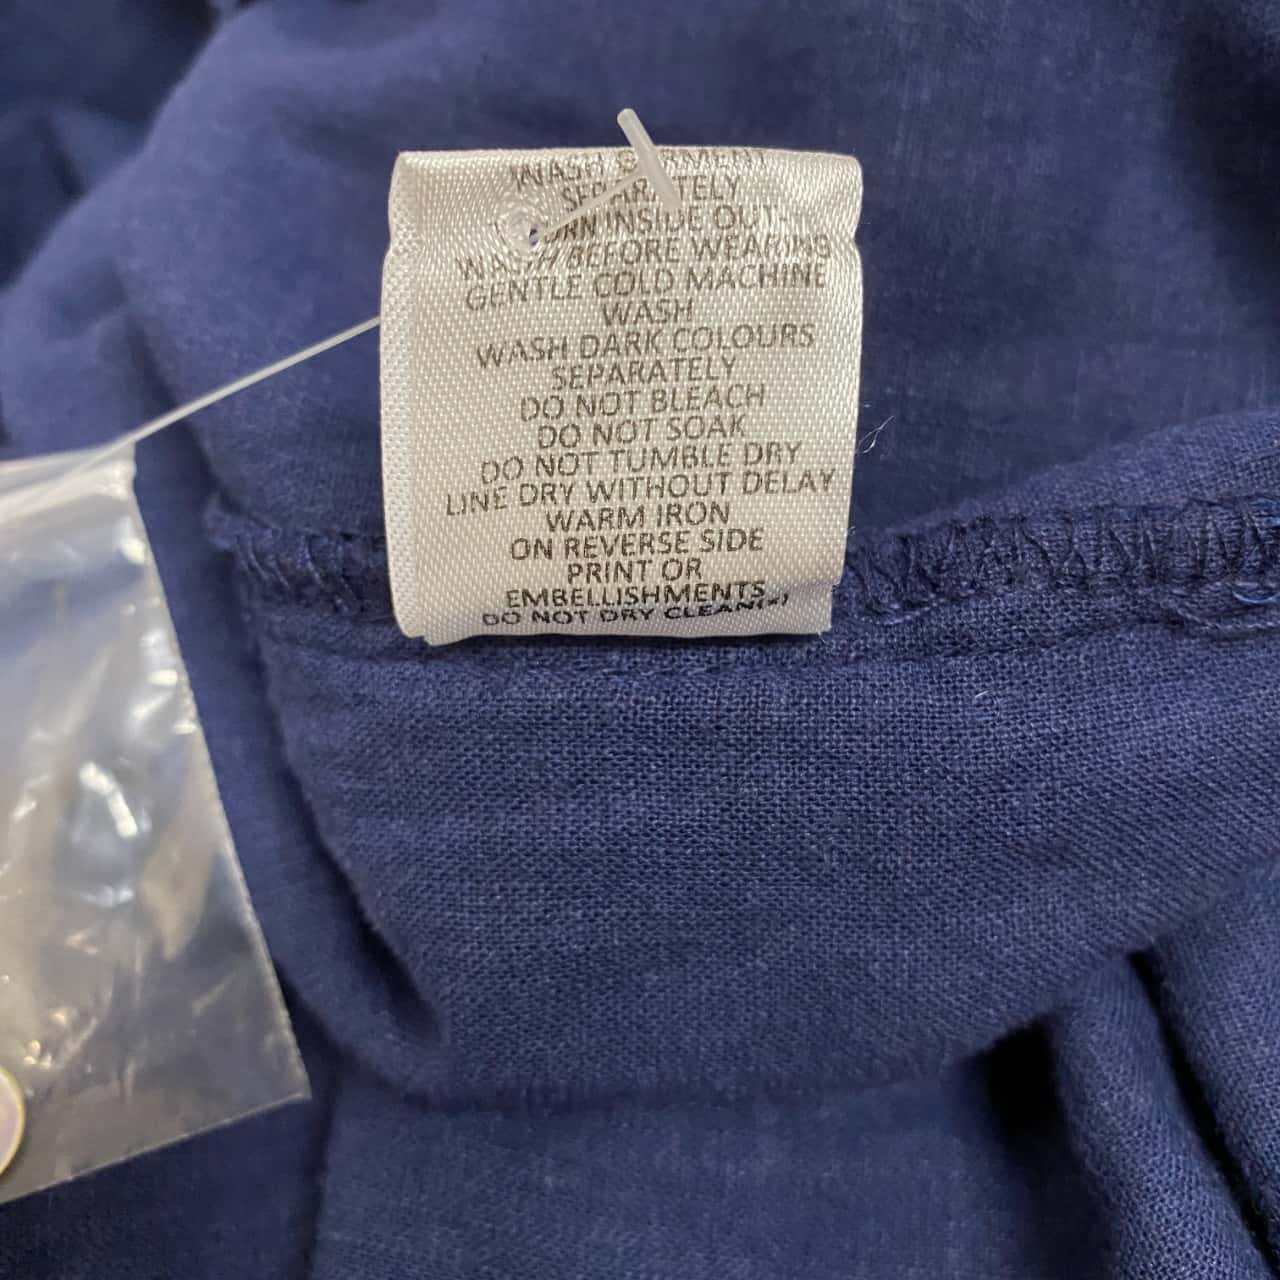 WASH GARMENT
SEPARATELY
TURN INSIDE OUT-
WASH BEFORE WEARING
GENTLE COLD MACHINE
WASH
WASH DARK COLOURS
SEPARATELY
DO NOT BLEACH
DO NOT SOAK
DO NOT TUMBLE DRY
LINE DRY WITHOUT DELAY
WARM IRON
ON REVERSE SIDE
PRINT OR
EMBELLISHMENTS
DO NOT DRY CLEAN(x)